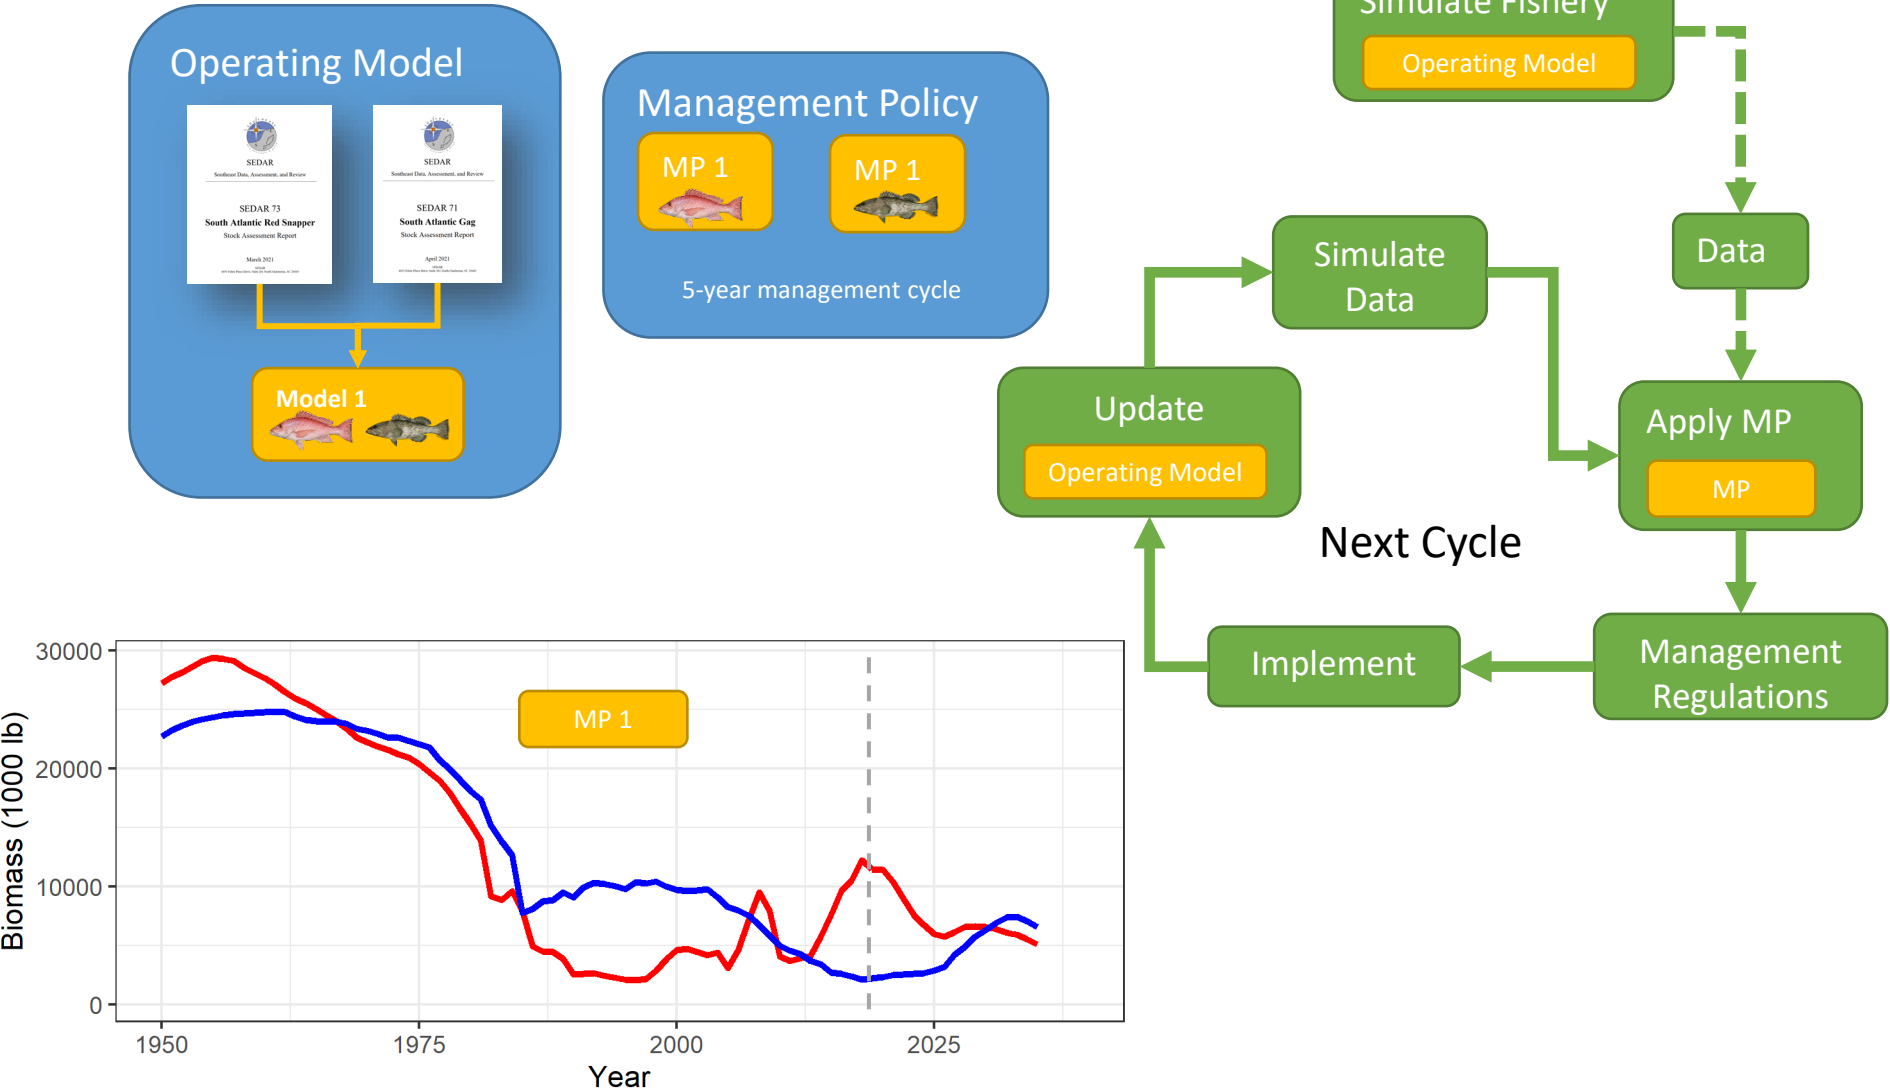 Operating Model
SEDAR
Southeast Data, Assessment, and Review
SEDAR 73
South Atlantic Red Snapper
Stock Assessment Report
March 2021
SEDAR
SEDAR
Southeast Data, Assessment, and Review
SEDAR 71
South Atlantic Gag
Stock Assessment Report
April 2021
SEDAR
Model 1
Management Policy
MP 1
MP 1
5-year management cycle
Simulate Fishery
Operating Model
Data
Simulate
Data
Update
Operating Model
Apply MP
MP
Next Cycle
Implement
Management
Regulations
MP 1
Biomass (1000 lb)
30000
20000
10000
0
1950
1975
2000
2025
Year